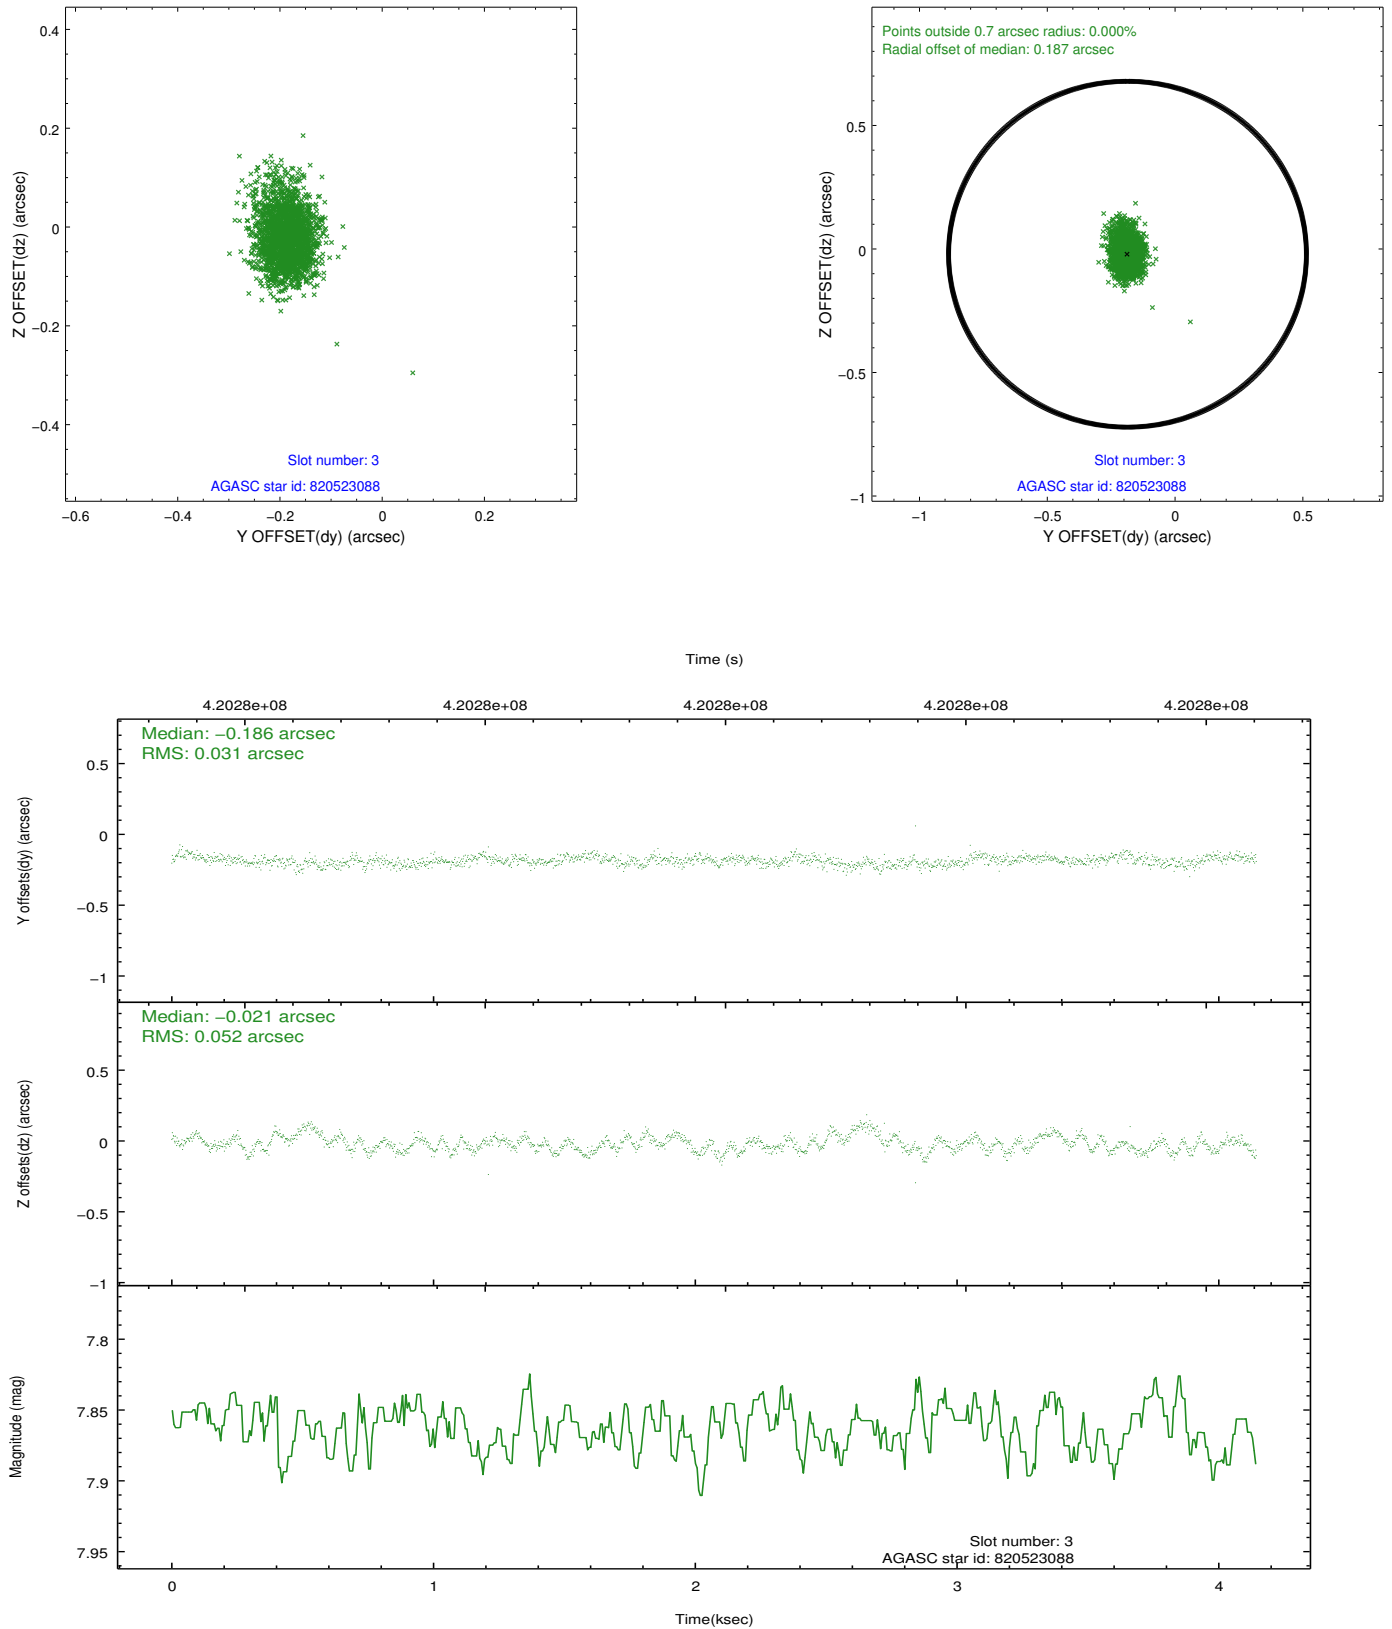 0.4
0.2
0
−0.2
−0.4
Z OFFSET(dz) (arcsec)
Slot number: 3
AGASC star id: 820523088
−0.6
−0.4
−0.2
0
0.2
Y OFFSET(dy) (arcsec)
Points outside 0.7 arcsec radius: 0.000%
Radial offset of median: 0.187 arcsec
0.5
0
−0.5
−1
Z OFFSET(dz) (arcsec)
Slot number: 3
AGASC star id: 820523088
−1
−0.5
0
0.5
Y OFFSET(dy) (arcsec)
Time (s)
4.2028e+08
4.2028e+08
4.2028e+08
4.2028e+08
4.2028e+08
Median: −0.186 arcsec
RMS: 0.031 arcsec
0.5
0
−0.5
−1
Y offsets(dy) (arcsec)
Median: −0.021 arcsec
RMS: 0.052 arcsec
0.5
0
−0.5
−1
Z offsets(dz) (arcsec)
7.8
7.85
7.9
7.95
Magnitude (mag)
Slot number: 3
AGASC star id: 820523088
0
1
2
3
4
Time(ksec)